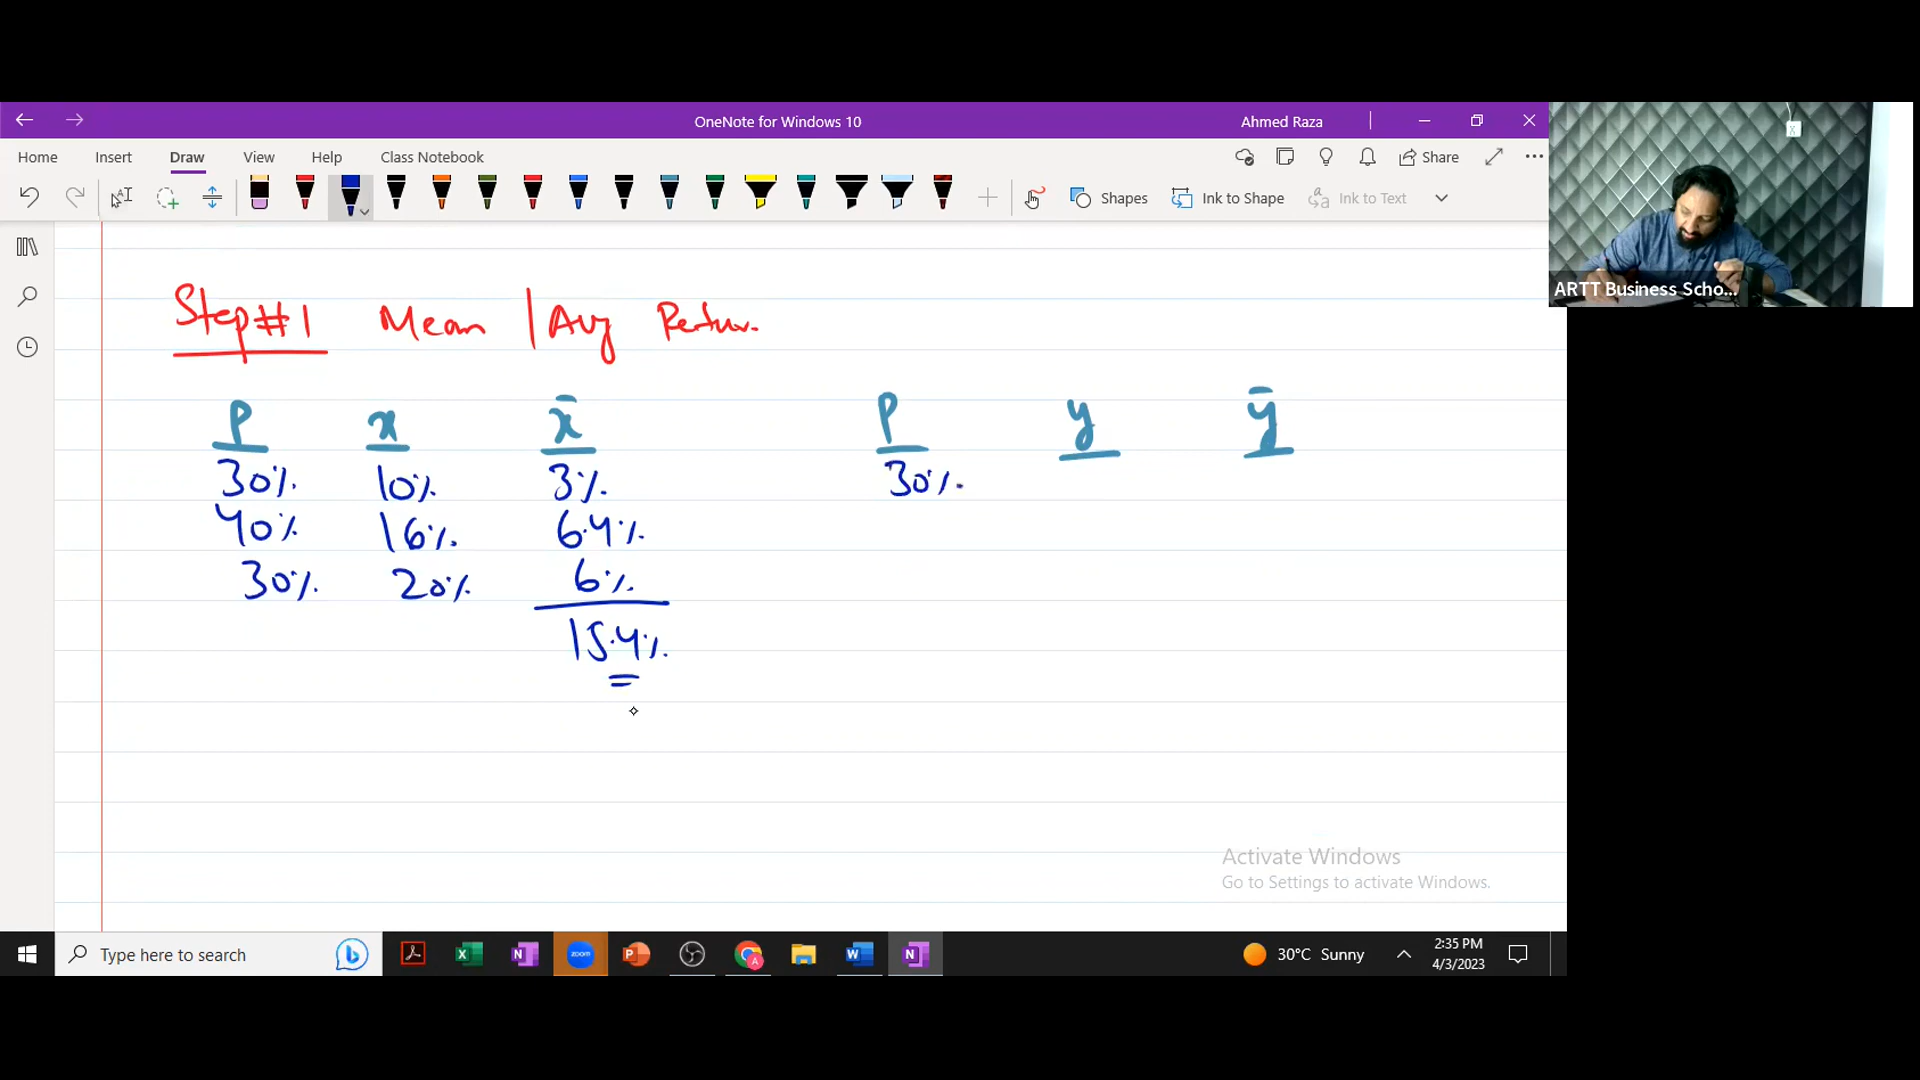 OneNote for Windows 10
Ahmed Raza
Home Insert Draw View Help Class Notebook
Share
Shapes Ink to Shape Ink to Text
ARTT Business Scho...
Step#1 Mean | Avg Return.
P x x̄ P y ȳ
30% 10% 3% 30%
40% 16% 6.4%
30% 20% 6%
15.4%
Activate Windows
Go to Settings to activate Windows.
Type here to search
zoom
30°C Sunny
2:35 PM
4/3/2023